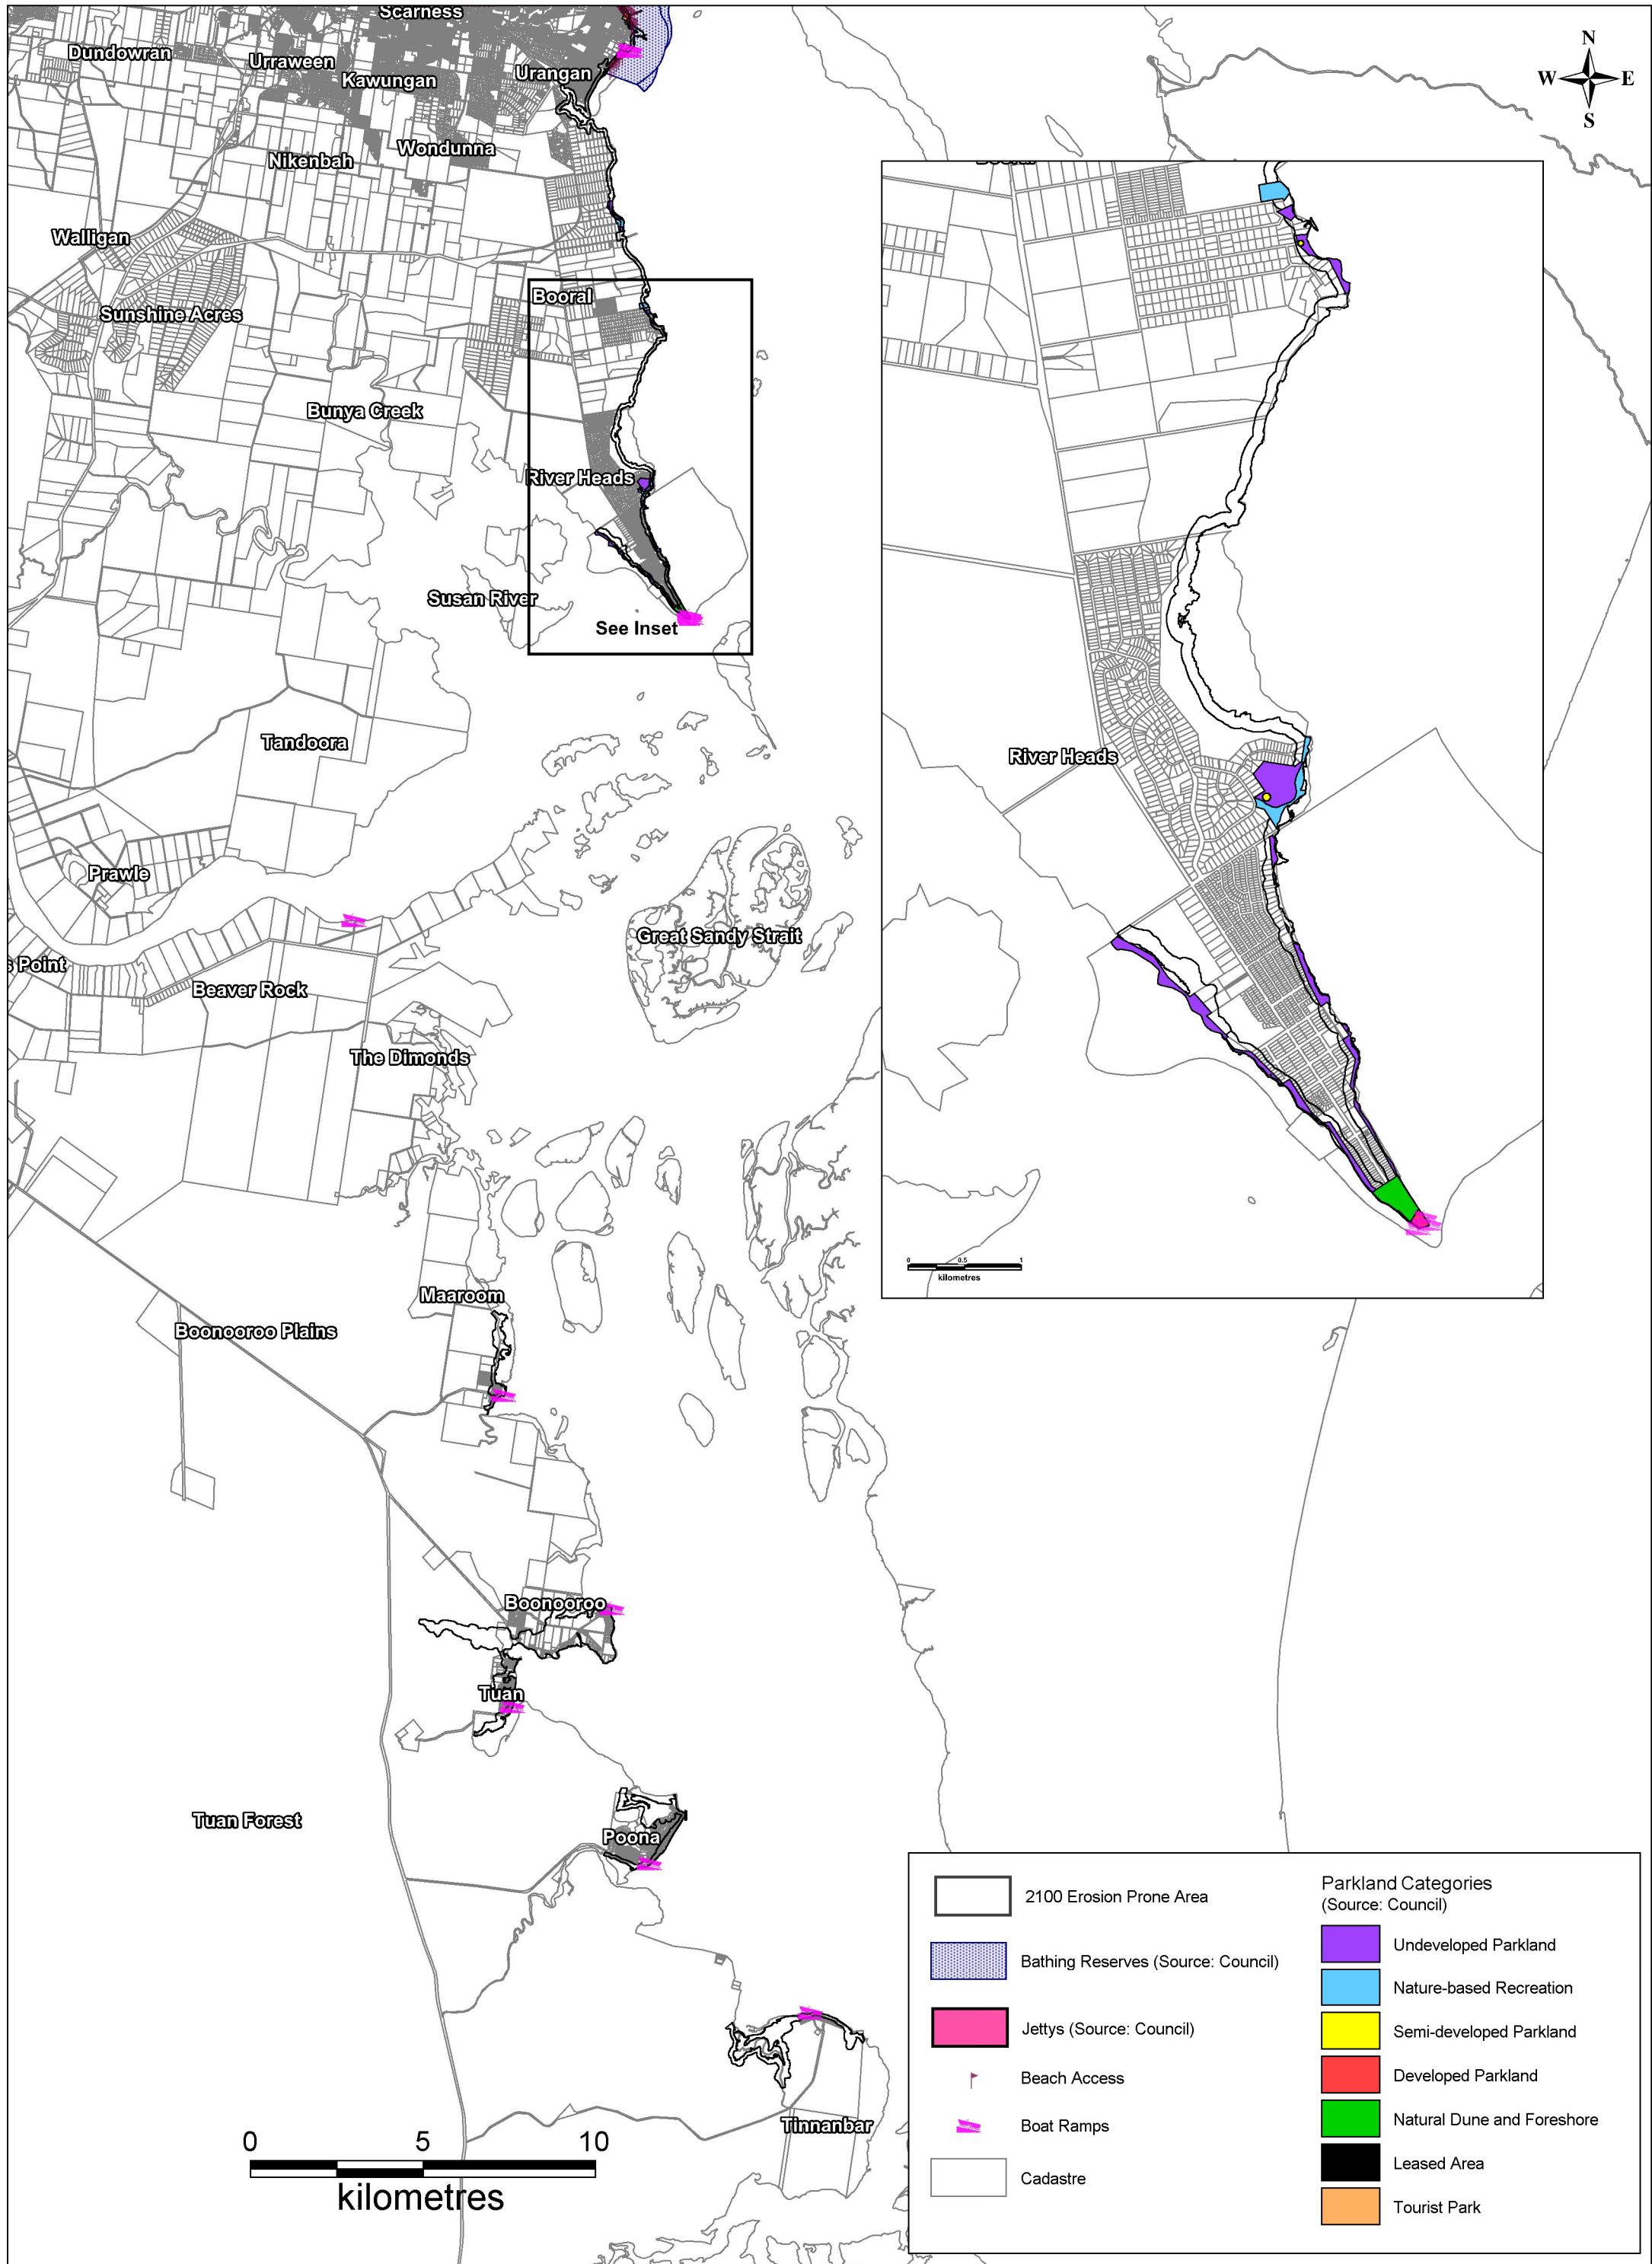 Scarness
Dundowran
Urraween
Kawungan
Urangan
N
W E
S
Nikenbah
Wondunna
Walligan
Booral
Sunshine Acres
Bunya Creek
River Heads
Susan River
See Inset
Tandoora
River Heads
Prawle
Great Sandy Strait
s Point
Beaver Rock
The Dimonds
0 0.5 1
kilometres
Maaroom
Boonooroo Plains
Boonooroo
Tuan
Tuan Forest
Poona
Tinnanbar
0 5 10
kilometres
2100 Erosion Prone Area
Bathing Reserves (Source: Council)
Jettys (Source: Council)
Beach Access
Boat Ramps
Cadastre
Parkland Categories
(Source: Council)
Undeveloped Parkland
Nature-based Recreation
Semi-developed Parkland
Developed Parkland
Natural Dune and Foreshore
Leased Area
Tourist Park